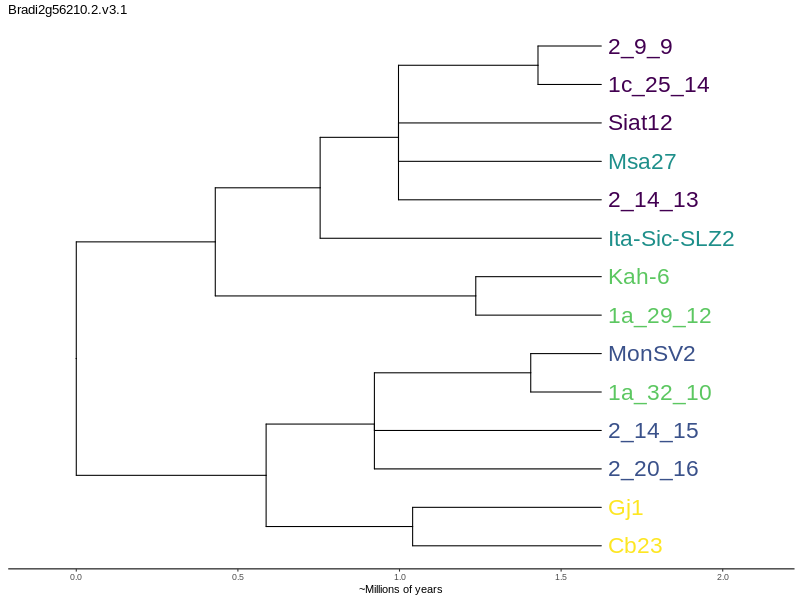 Bradi2g56210.2.v3.1
2_9_9
1c_25_14
Siat12
Msa27
2_14_13
Ita-Sic-SLZ2
Kah-6
1a_29_12
MonSV2
1a_32_10
2_14_15
2_20_16
Gj1
Cb23
0.0 0.5 1.0 1.5 2.0
~Millions of years